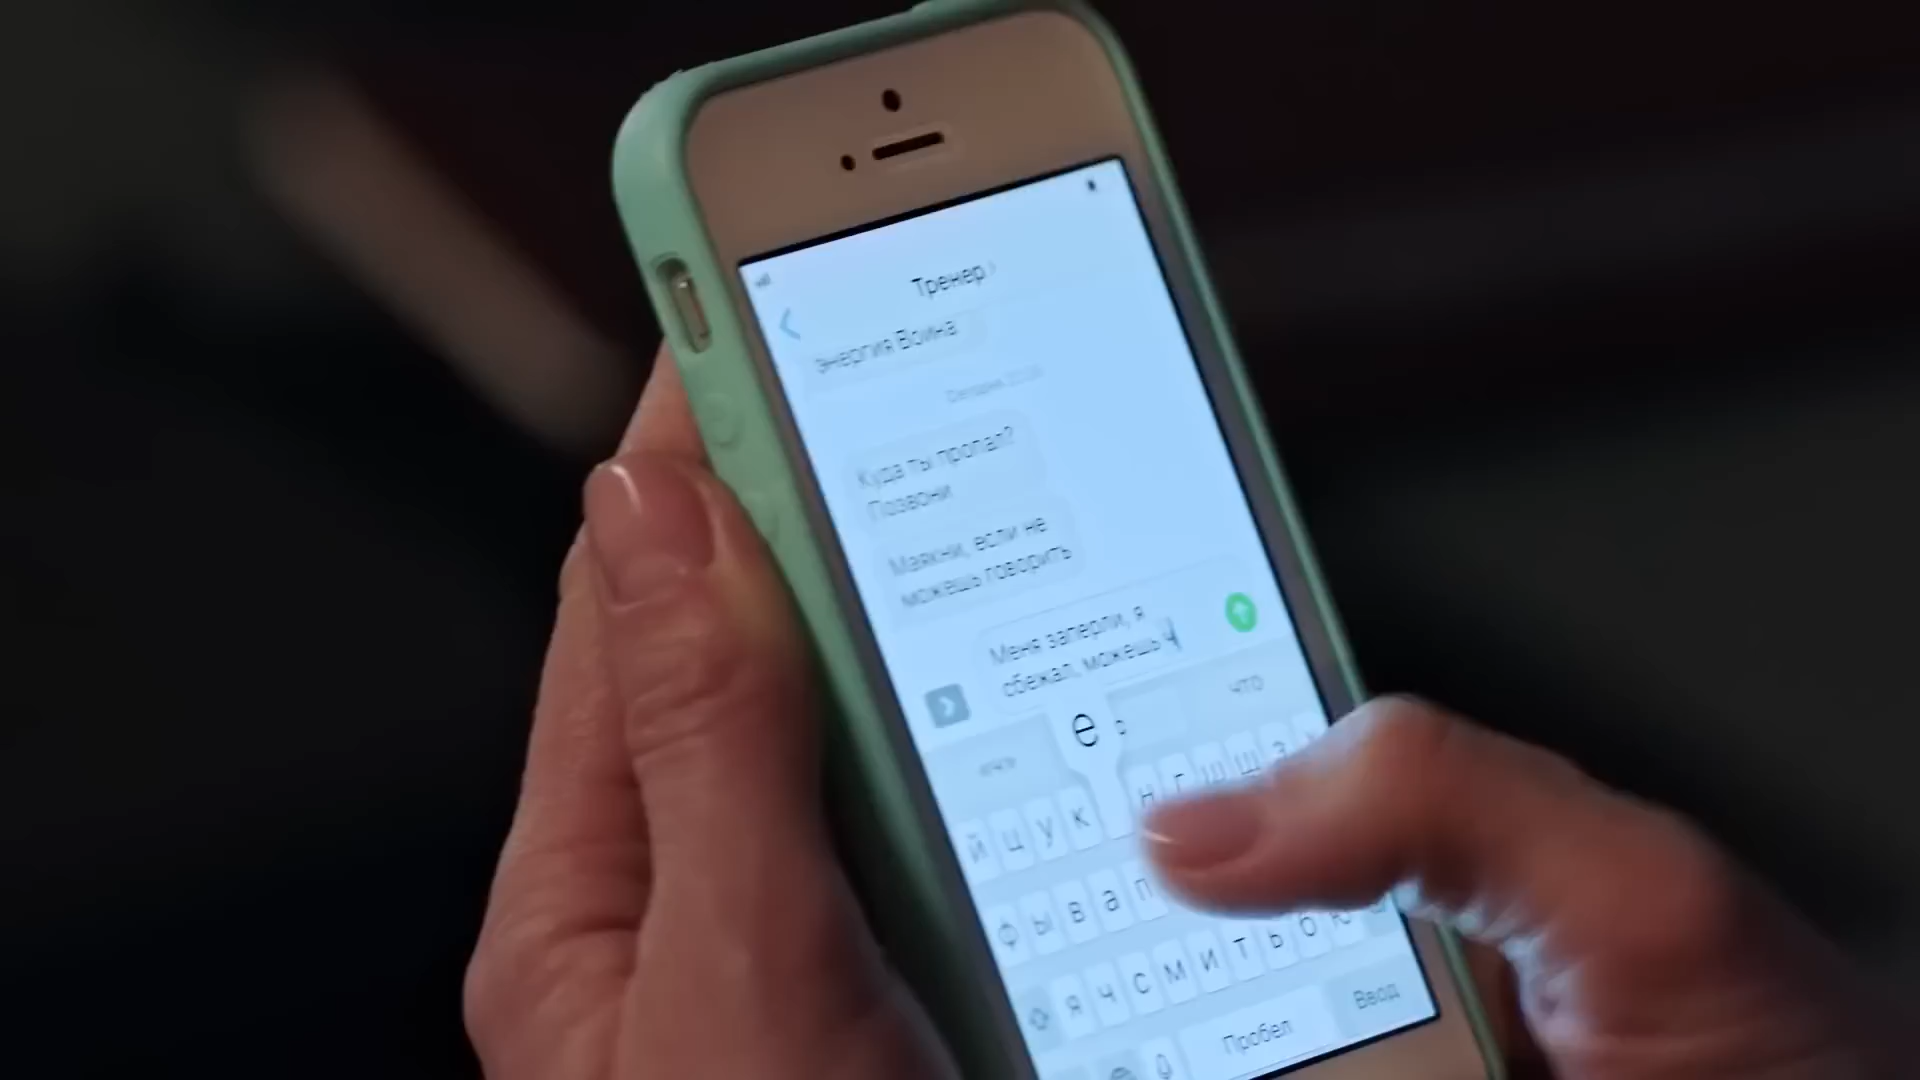 Тренер
энергия Воина
Куда ты пропал?
Позвони
Маякни, если не
можешь говорить
Меня заперли, я
сбежал, можешь ч
что
е
й ц у к н г ш щ з
ф ы в а п
я ч с м и т ь б ю
Пробел
Ввод